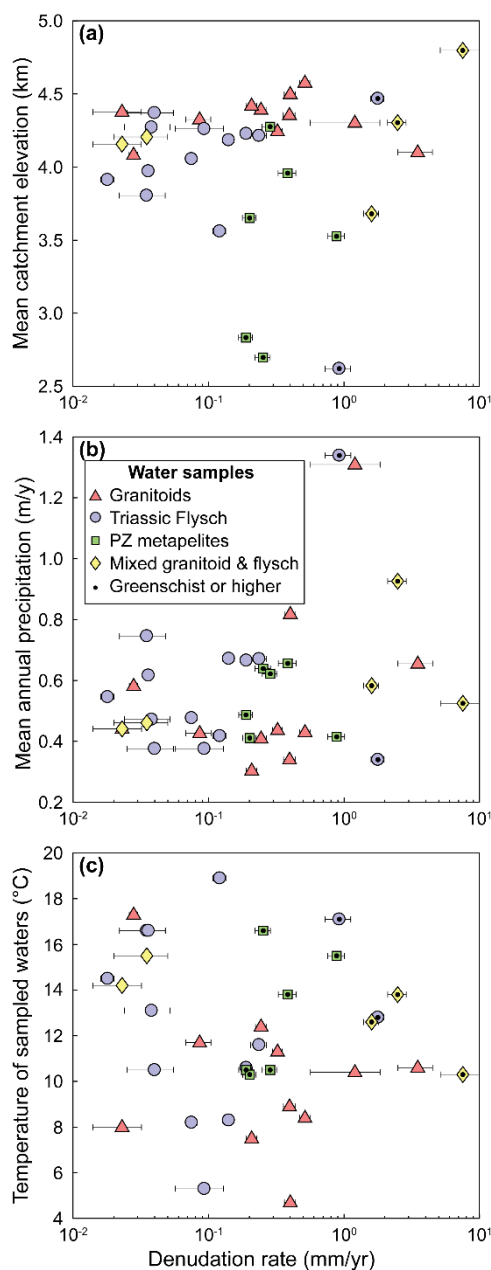 (a)
Mean catchment elevation (km)
5.0
4.5
4.0
3.5
3.0
2.5
10⁻² 10⁻¹ 10⁰ 10¹
(b)
Mean annual precipitation (m/y)
1.4
1.2
1.0
0.8
0.6
0.4
0.2
Water samples
Granitoids
Triassic Flysch
PZ metapelites
Mixed granitoid & flysch
Greenschist or higher
10⁻² 10⁻¹ 10⁰ 10¹
(c)
Temperature of sampled waters (°C)
20
18
16
14
12
10
8
6
4
10⁻² 10⁻¹ 10⁰ 10¹
Denudation rate (mm/yr)